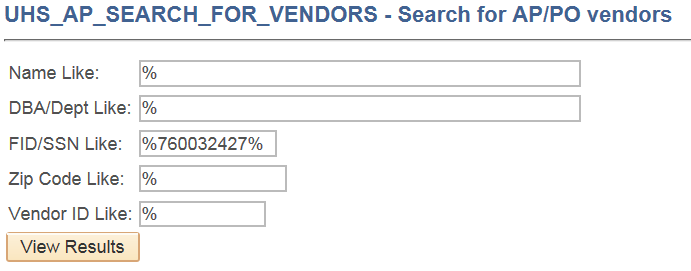 UHS_AP_SEARCH_FOR_VENDORS - Search for AP/PO vendors
Name Like: %
DBA/Dept Like: %
FID/SSN Like: %760032427%
Zip Code Like: %
Vendor ID Like: %
View Results